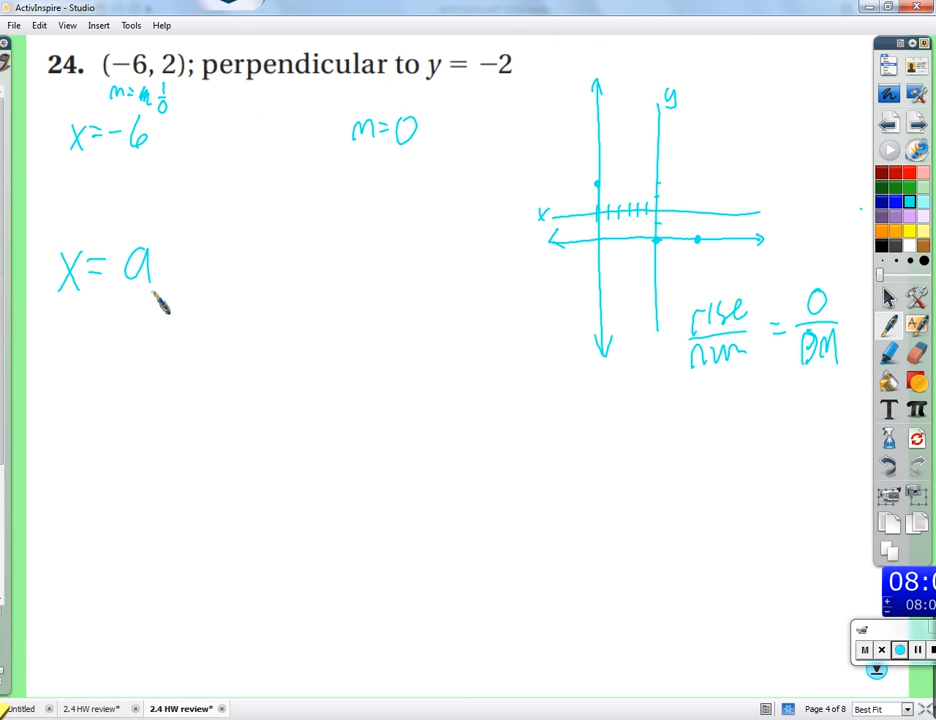 ActivInspire - Studio
File Edit View Insert Tools Help
24. (−6, 2); perpendicular to y = −2
m= 1/0
x=-6
m=0
y
x
x= a
rise/run = 0/
T π
08:0
08:0
M
Untitled
2.4 HW review*
2.4 HW review*
Page 4 of 8
Best Fit